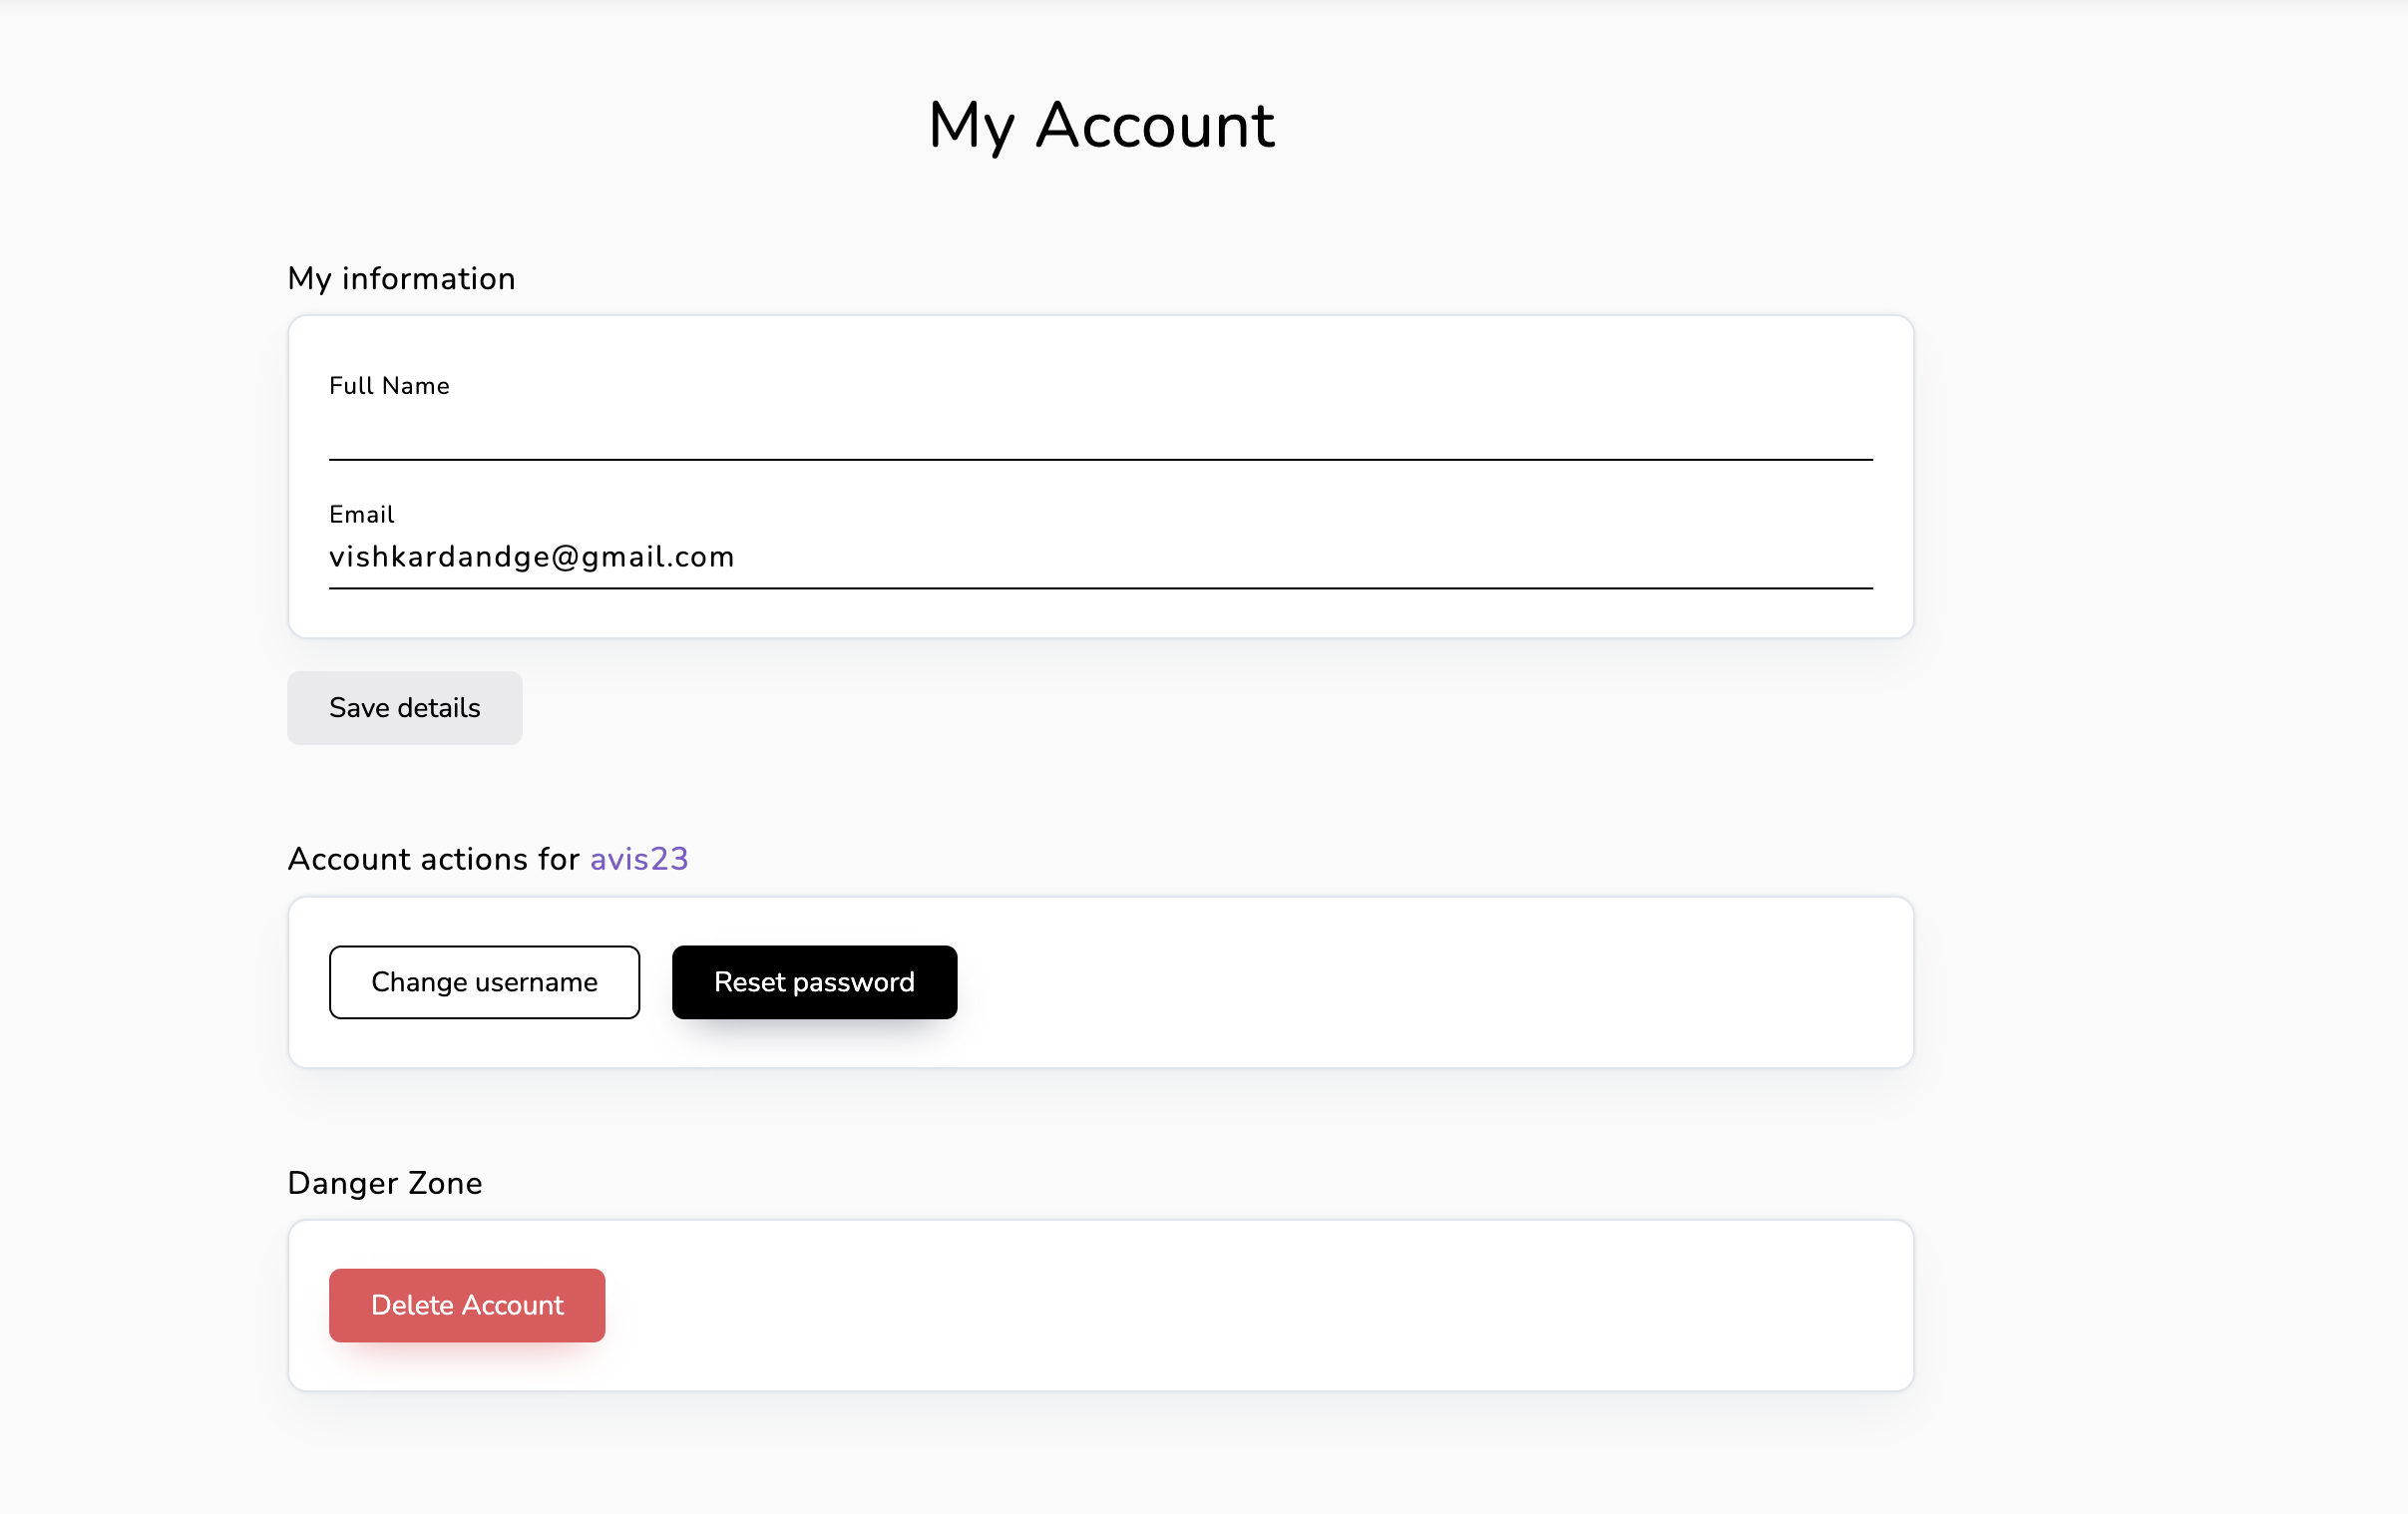 My Account
My information
Full Name
Email
vishkardandge@gmail.com
Save details
Account actions for avis23
Change username
Reset password
Danger Zone
Delete Account